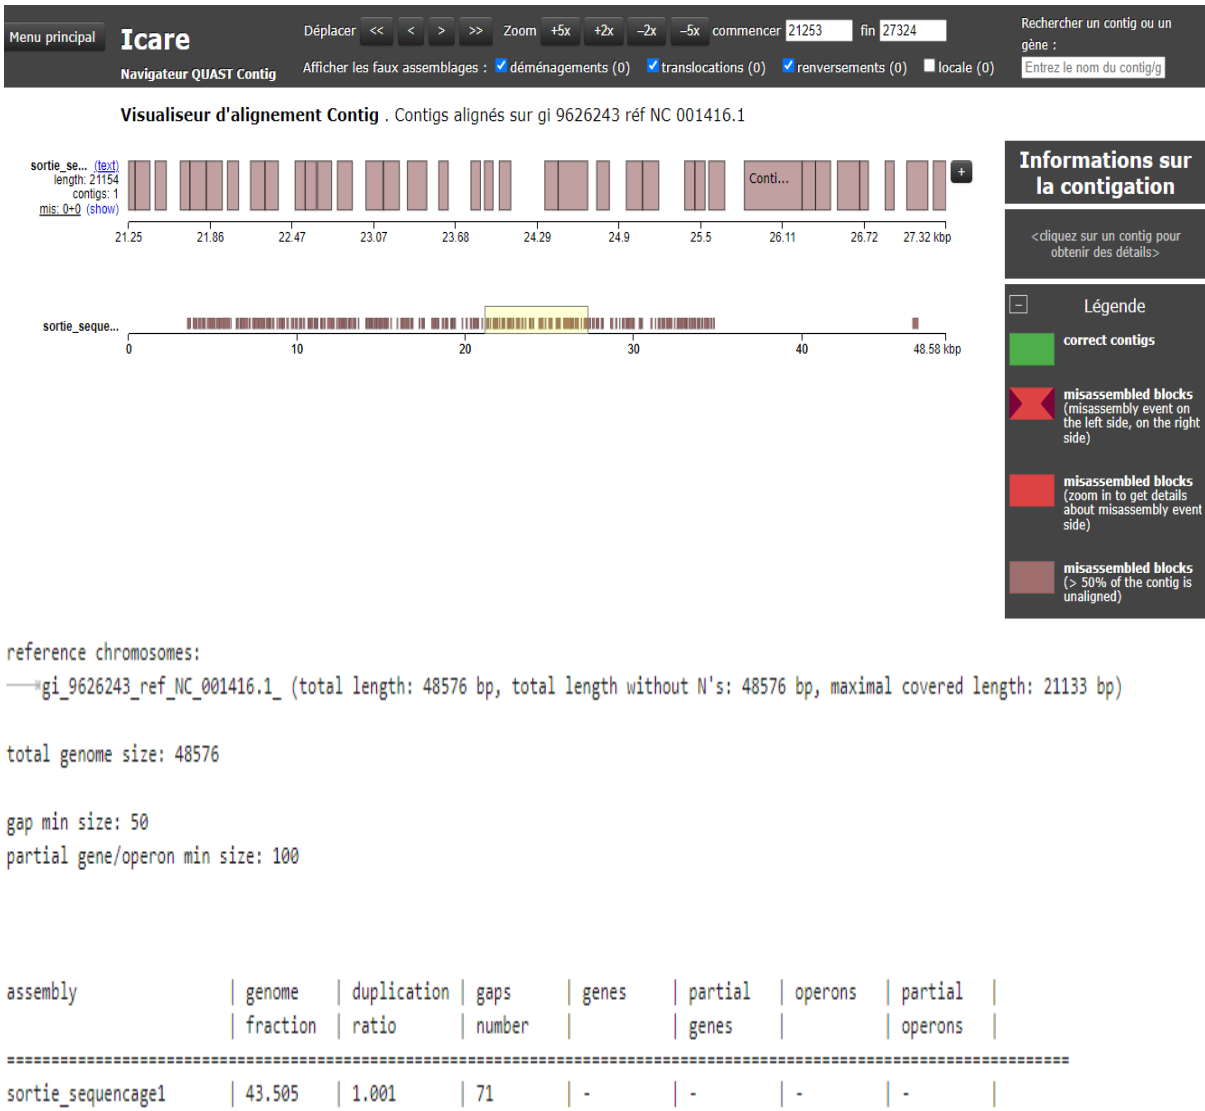 Menu principal
Icare
Navigateur QUAST Contig
Déplacer << < > >> Zoom +5x +2x –2x –5x commencer 21253 fin 27324
Afficher les faux assemblages : déménagements (0) translocations (0) renversements (0) locale (0)
Rechercher un contig ou un
gène :
Entrez le nom du contig/g
Visualiseur d'alignement Contig . Contigs alignés sur gi 9626243 réf NC 001416.1
sortie_se... (text)
length: 21154
contigs: 1
mis: 0+0 (show)
Conti...
+
21.25 21.86 22.47 23.07 23.68 24.29 24.9 25.5 26.11 26.72 27.32 kbp
sortie_seque...
0 10 20 30 40 48.58 kbp
Informations sur
la contigation
<cliquez sur un contig pour
obtenir des détails>
Légende
correct contigs
misassembled blocks
(misassembly event on
the left side, on the right
side)
misassembled blocks
(zoom in to get details
about misassembly event
side)
misassembled blocks
(> 50% of the contig is
unaligned)
reference chromosomes:
gi_9626243_ref_NC_001416.1_ (total length: 48576 bp, total length without N's: 48576 bp, maximal covered length: 21133 bp)
total genome size: 48576
gap min size: 50
partial gene/operon min size: 100
assembly | genome | duplication | gaps | genes | partial | operons | partial |
| fraction | ratio | number | | genes | | operons |
================================================================================
sortie_sequencage1 | 43.505 | 1.001 | 71 | - | - | - | - |